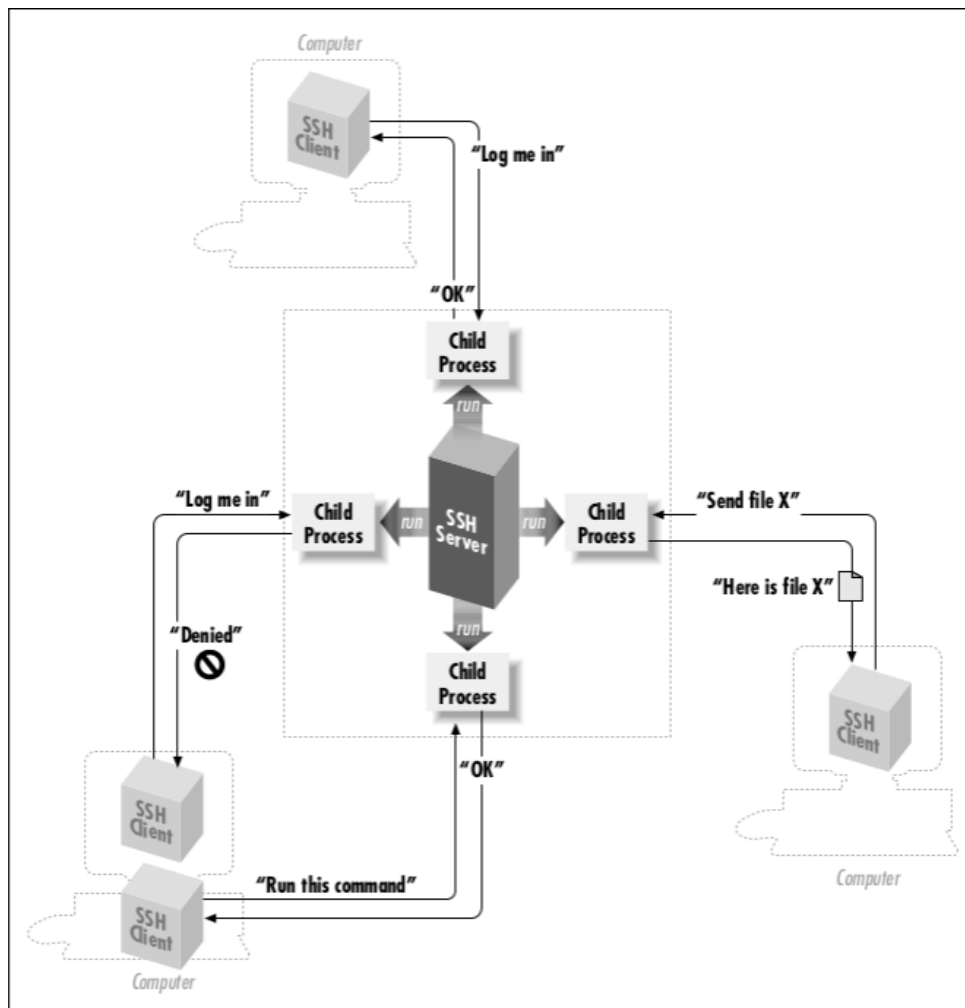 Computer
SSH
Client
“Log me in”
“OK”
Child
Process
run
“Log me in”
Child
Process
run
SSH
Server
run
Child
Process
“Send file X”
“Here is file X”
“Denied”
run
Child
Process
SSH
Client
“OK”
SSH
Client
Computer
“Run this command”
SSH
Client
Computer